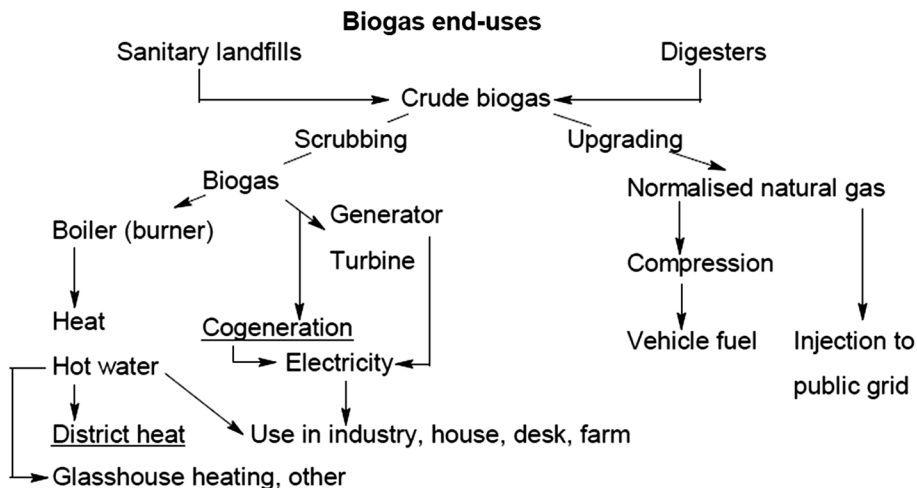 Biogas end-uses
Sanitary landfills
Digesters
Crude biogas
Scrubbing
Upgrading
Biogas
Normalised natural gas
Boiler (burner)
Generator
Turbine
Compression
Heat
Cogeneration
Vehicle fuel
Injection to
public grid
Hot water
Electricity
District heat
Use in industry, house, desk, farm
Glasshouse heating, other